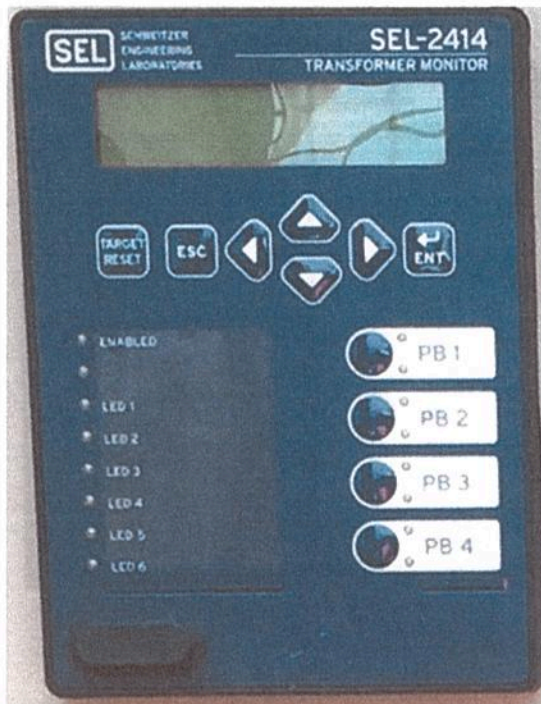 SEL
SCHWEITZER
ENGINEERING
LABORATORIES
SEL-2414
TRANSFORMER MONITOR
TARGET
RESET
ESC
ENT
ENABLED
LED 1
LED 2
LED 3
LED 4
LED 5
LED 6
PB 1
PB 2
PB 3
PB 4